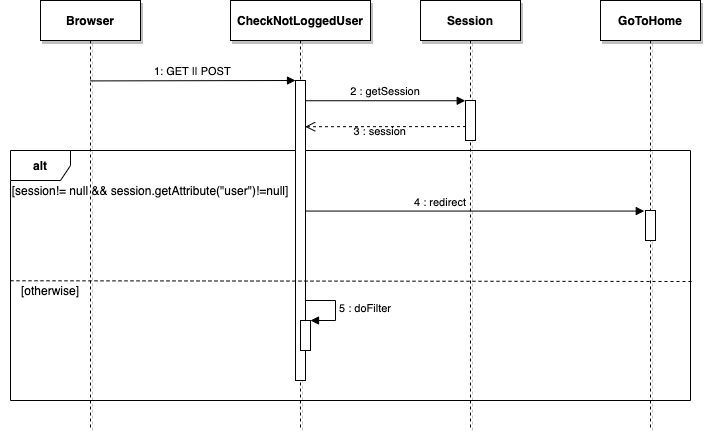 Browser
CheckNotLoggedUser
Session
GoToHome
1: GET || POST
2 : getSession
3 : session
alt
[session!= null && session.getAttribute("user")!=null]
4 : redirect
[otherwise]
5 : doFilter